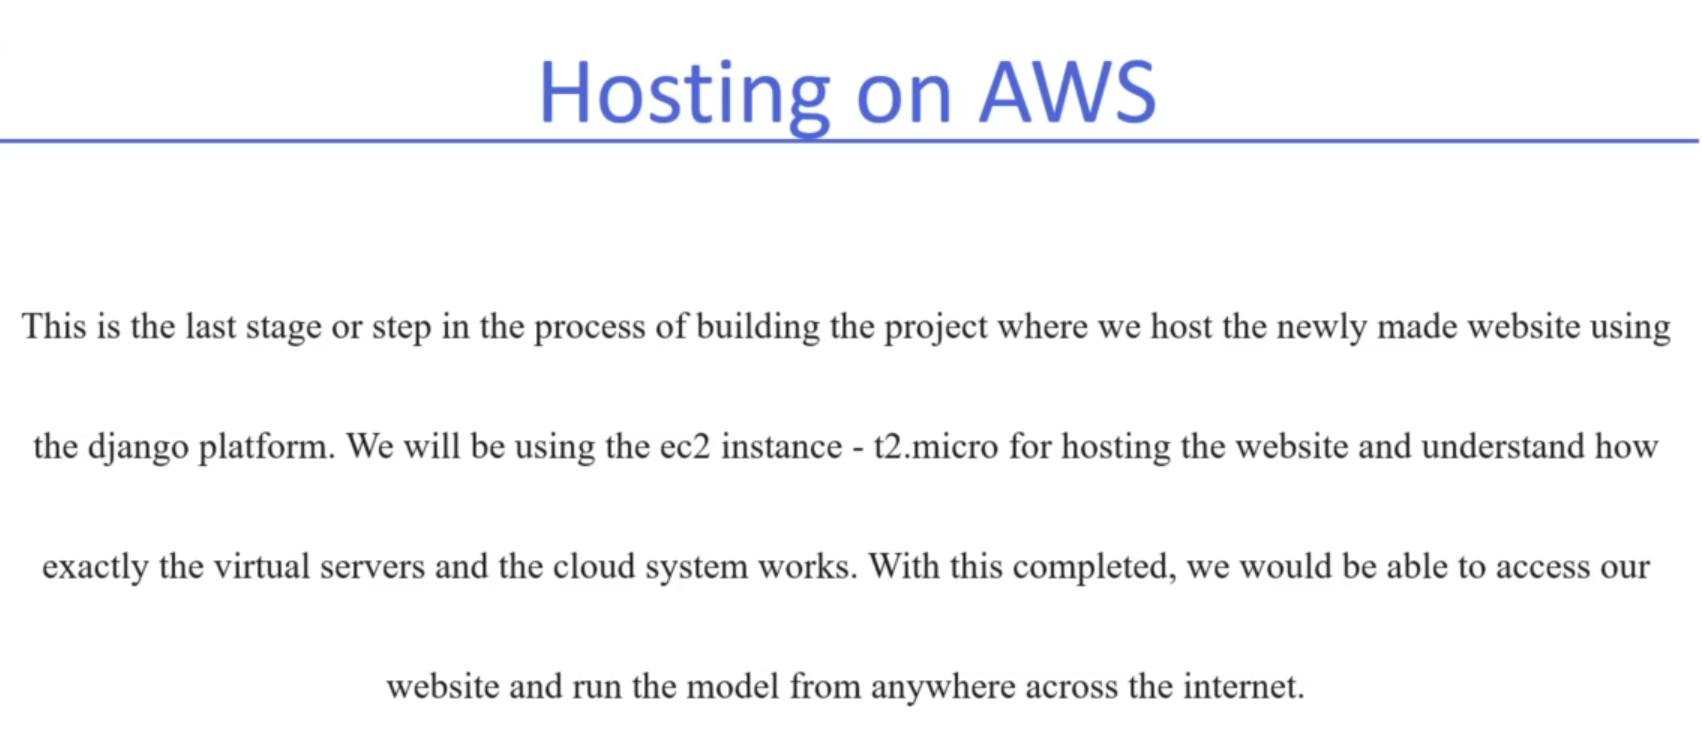 Hosting on AWS
This is the last stage or step in the process of building the project where we host the newly made website using
the django platform. We will be using the ec2 instance - t2.micro for hosting the website and understand how
exactly the virtual servers and the cloud system works. With this completed, we would be able to access our
website and run the model from anywhere across the internet.